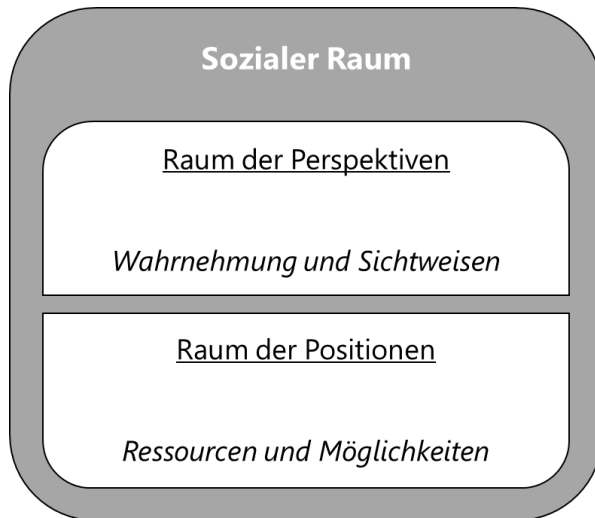 Sozialer Raum
Raum der Perspektiven
Wahrnehmung und Sichtweisen
Raum der Positionen
Ressourcen und Möglichkeiten